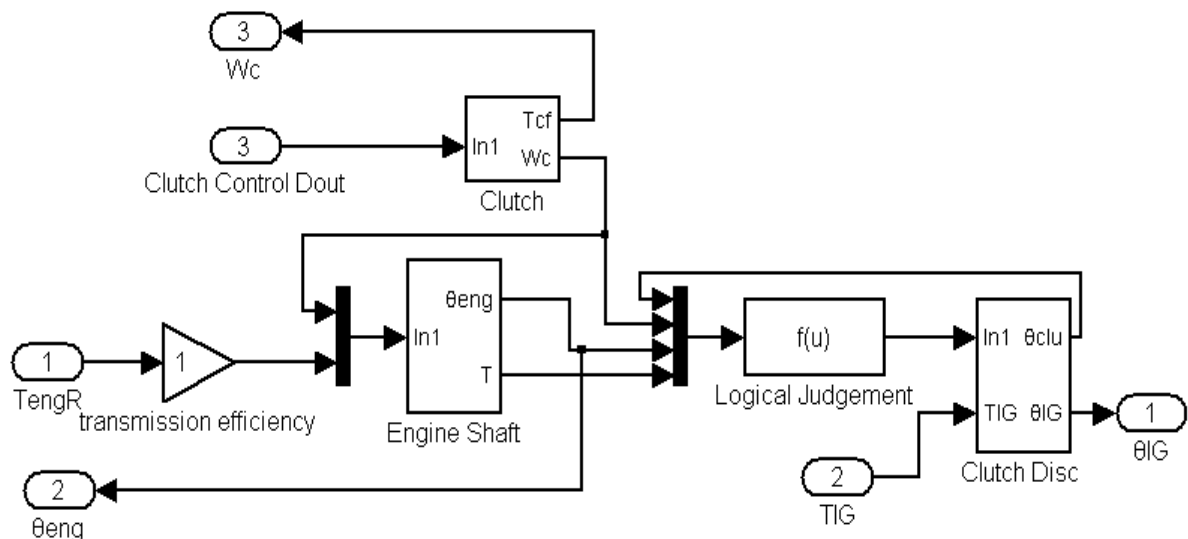 3
Wc
3
Clutch Control Dout
In1
Tcf
Wc
Clutch
1
TengR
1
transmission efficiency
In1
θeng
T
Engine Shaft
f(u)
Logical Judgement
In1
θclu
TIG
θIG
Clutch Disc
1
θIG
2
TIG
2
θeng